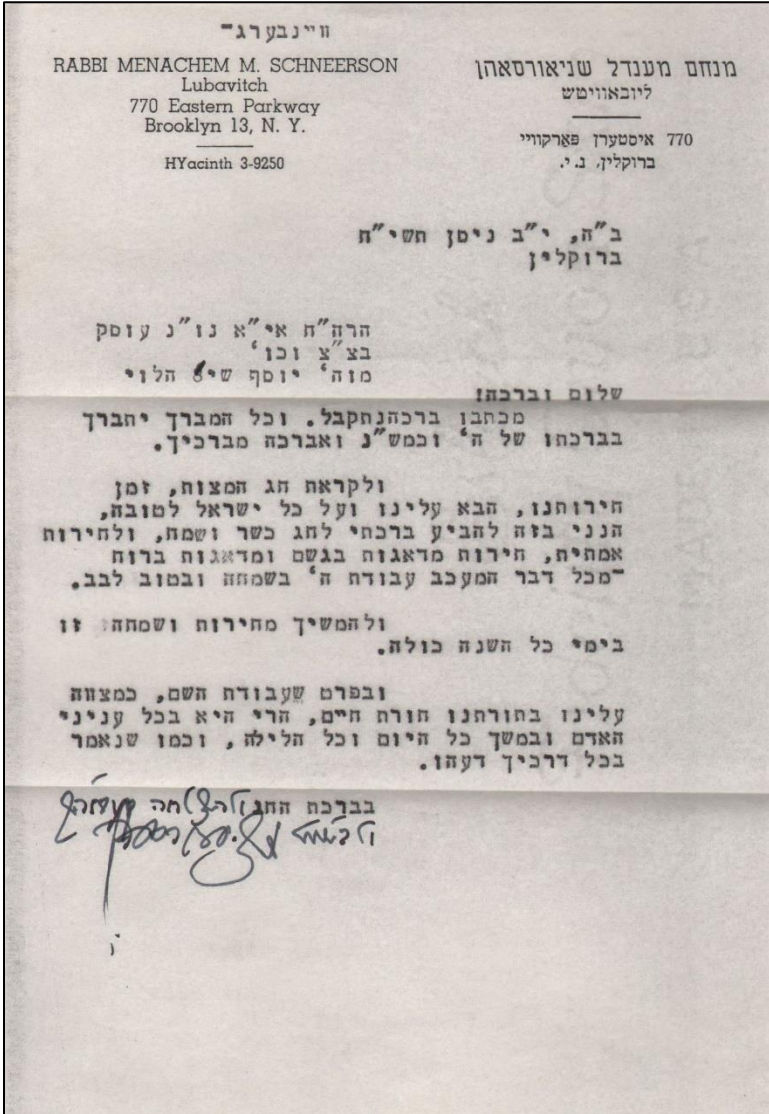 וויינבערג-
RABBI MENACHEM M. SCHNEERSON
Lubavitch
770 Eastern Parkway
Brooklyn 13, N. Y.
HYacinth 3-9250
מנחם מענדל שניאורסאהן
ליובאוויטש
770 איסטערן פארקוויי
ברוקלין, נ. י.
ב"ה, י"ב ניסן תשי"ח
ברוקלין
הרה"ח אי"א נו"נ עוסק
בצ"צ וכו'
מוה' יוסף שי' הלוי
שלום וברכה!
מכתבו ברכהנתקבל. וכל המברך יתברך
בברכתו של ה' וכמש"נ ואברכה מברכיך.
ולקראת חג המצות, זמן
חירותנו, הבא עלינו ועל כל ישראל לטובה,
הנני בזה להביע ברכתי לחג כשר ושמח, ולחירות
אמתית, חירות מדאגות בגשם ומדאגות ברוח
-מכל דבר המעכב עבודת ה' בשמחה ובטוב לבב.
ולהמשיך מחירות ושמחה זו
בימי כל השנה כולה.
ובפרט שעבודת השם, כמצווה
עלינו בתורתנו תורת חיים, הרי היא בכל עניני
האדם ובמשך כל היום וכל הלילה, וכמו שנאמר
בכל דרכיך דעהו.
בברכת החג